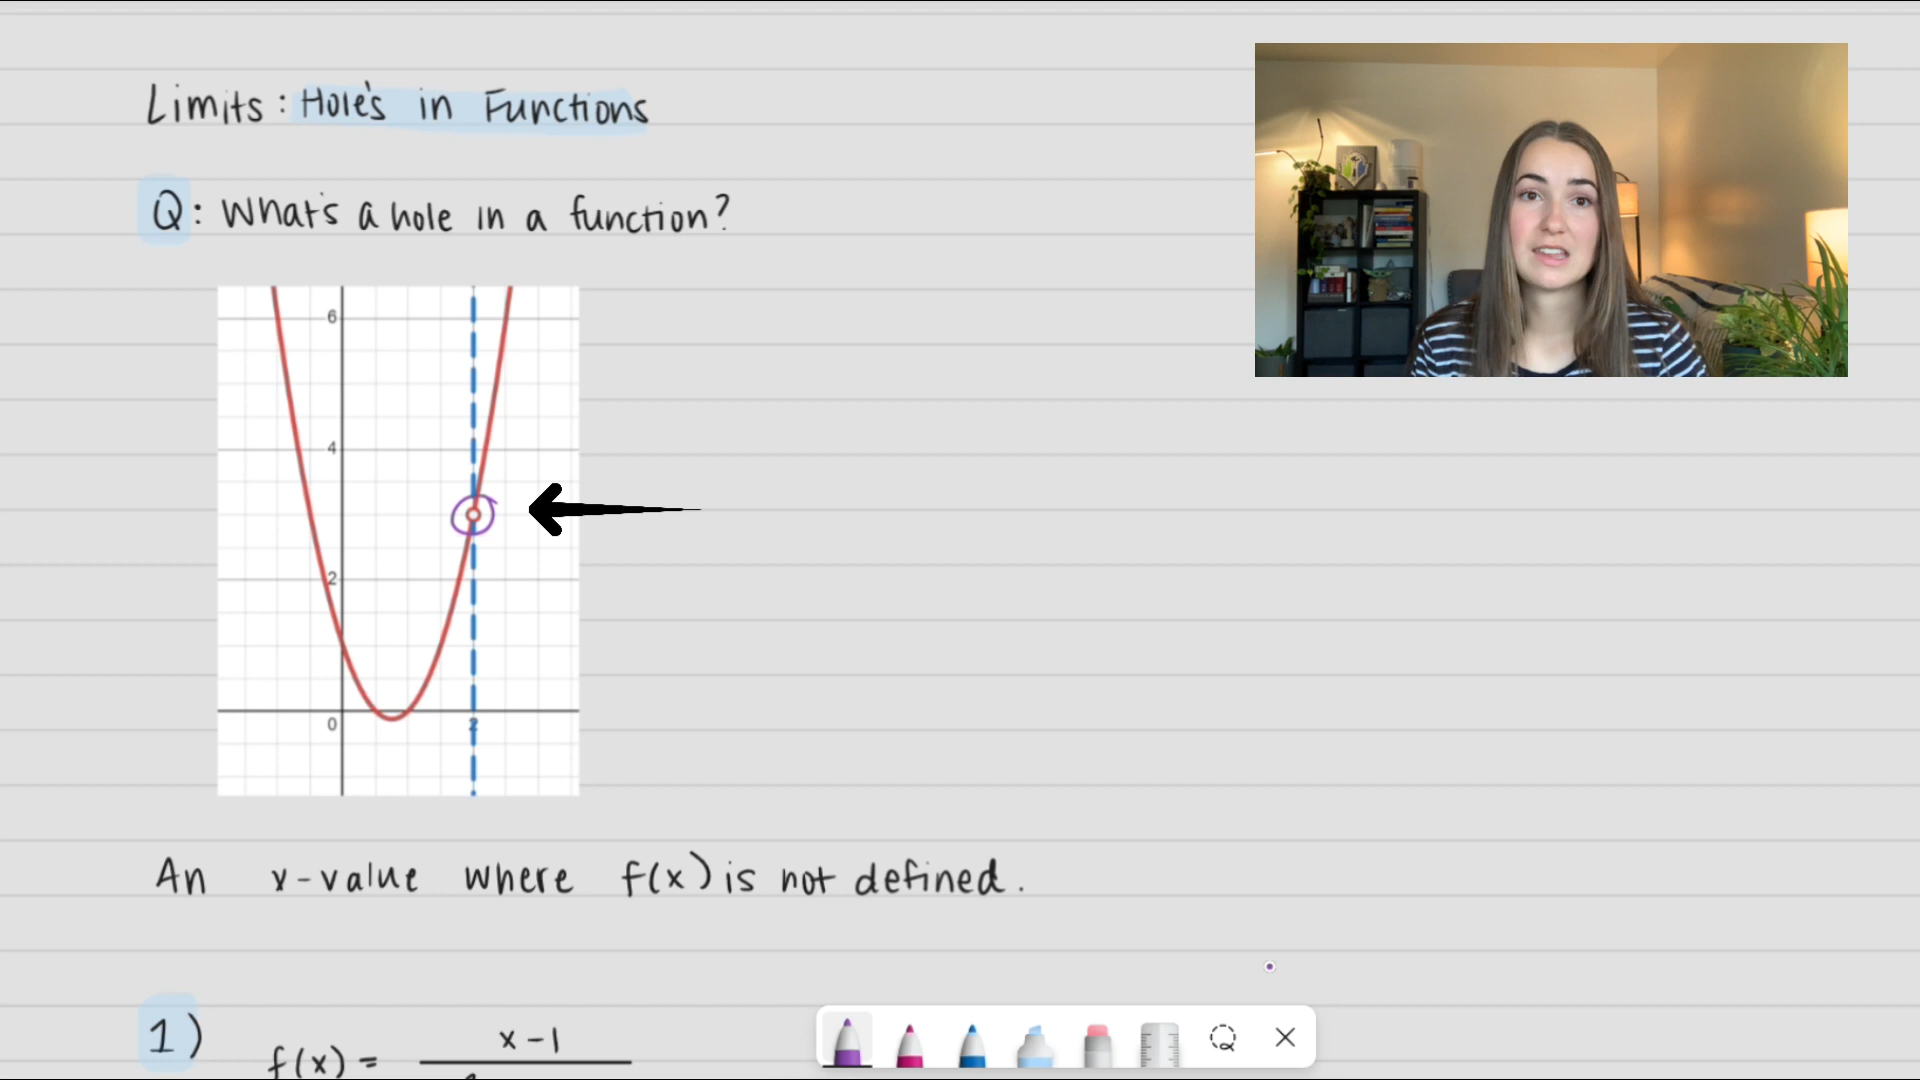 Limits: Hole's in Functions
Q: What's a hole in a function?
6
4
2
0
2
An x-value where f(x) is not defined.
1)
x-1
f(x) =